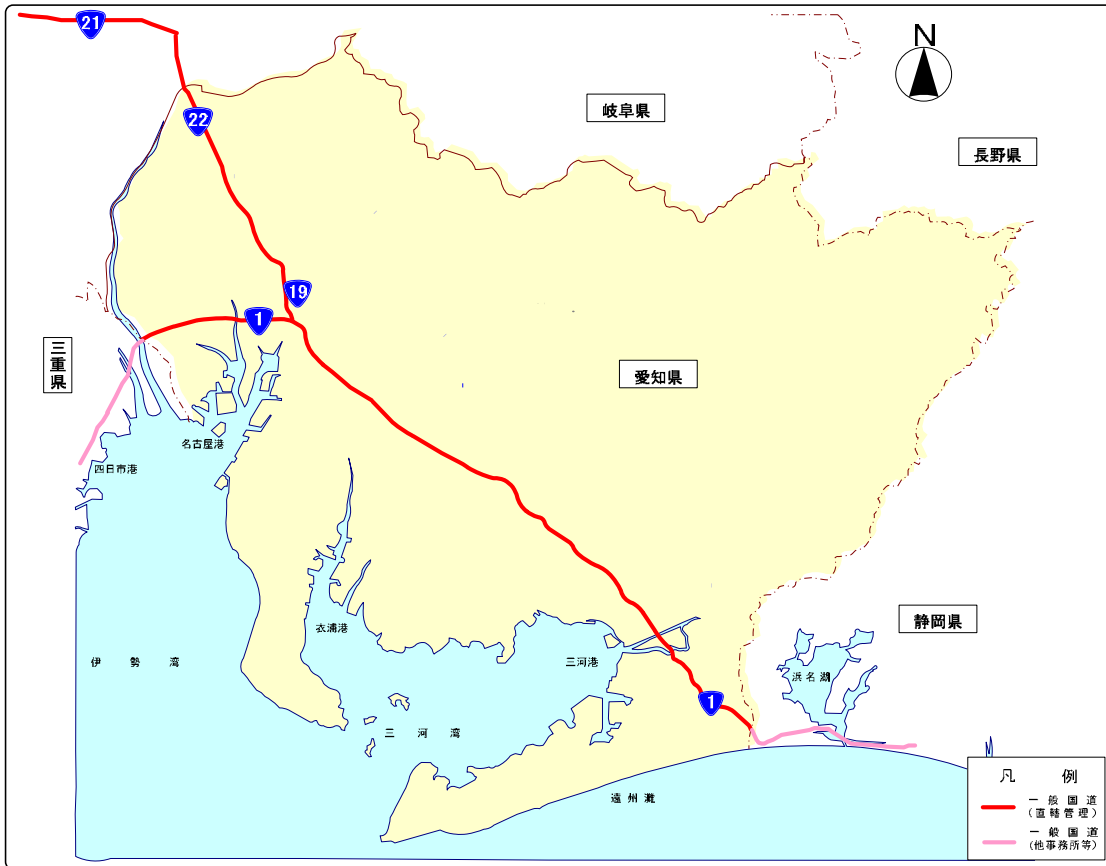 21
N
22
岐阜県
長野県
19
1
三重県
愛知県
名古屋港
四日市港
衣浦港
静岡県
伊勢湾
三河港
浜名湖
1
三河湾
遠州灘
凡例
一般国道
(直轄管理)
一般国道
(他事務所等)